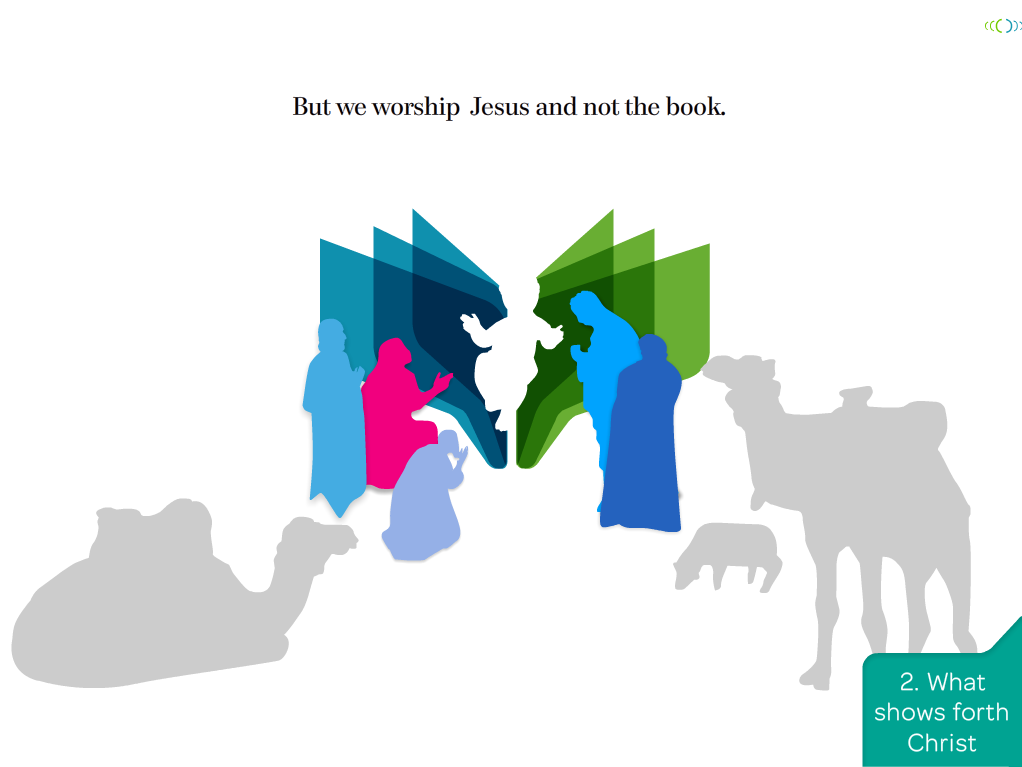 But we worship  Jesus and not the book.
2. What
shows forth
Christ